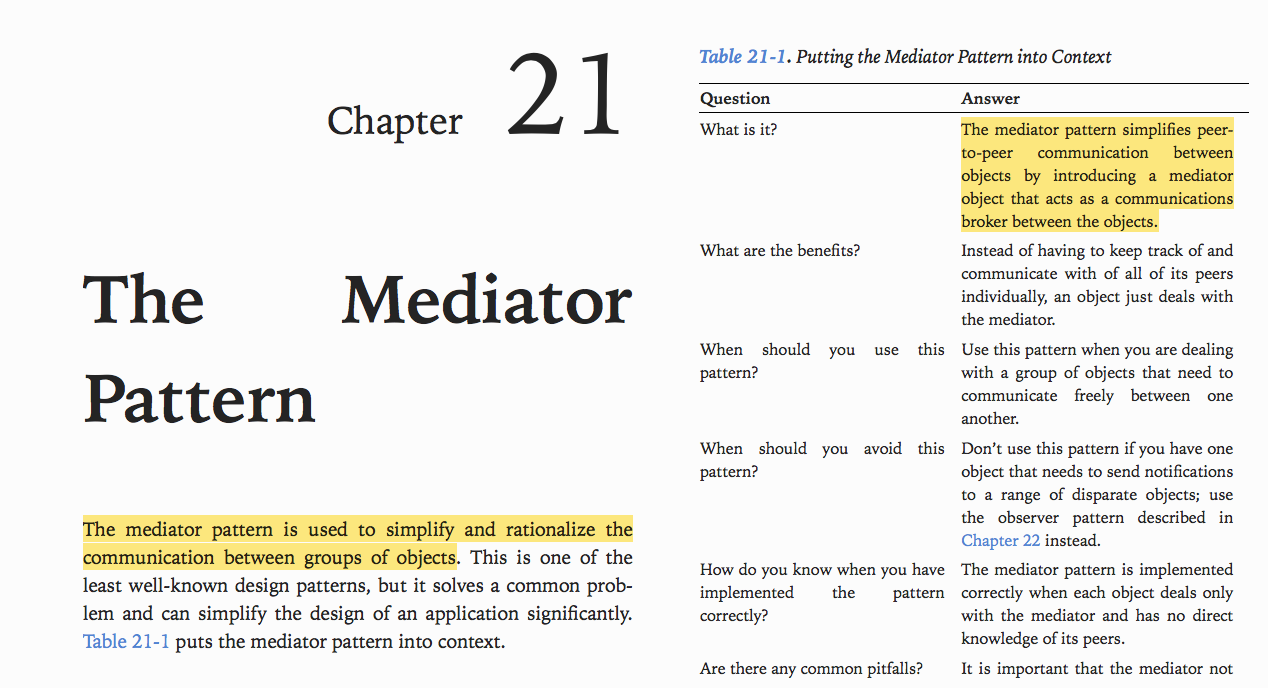 Chapter 21
The Mediator
Pattern
The mediator pattern is used to simplify and rationalize the
communication between groups of objects. This is one of the
least well-known design patterns, but it solves a common prob-
lem and can simplify the design of an application significantly.
Table 21-1 puts the mediator pattern into context.
Table 21-1. Putting the Mediator Pattern into Context
Question Answer
What is it?
The mediator pattern simplifies peer-
to-peer communication between
objects by introducing a mediator
object that acts as a communications
broker between the objects.
What are the benefits?
Instead of having to keep track of and
communicate with of all of its peers
individually, an object just deals with
the mediator.
When should you use this
pattern?
Use this pattern when you are dealing
with a group of objects that need to
communicate freely between one
another.
When should you avoid this
pattern?
Don’t use this pattern if you have one
object that needs to send notifications
to a range of disparate objects; use
the observer pattern described in
Chapter 22 instead.
How do you know when you have
implemented the pattern
correctly?
The mediator pattern is implemented
correctly when each object deals only
with the mediator and has no direct
knowledge of its peers.
Are there any common pitfalls?
It is important that the mediator not